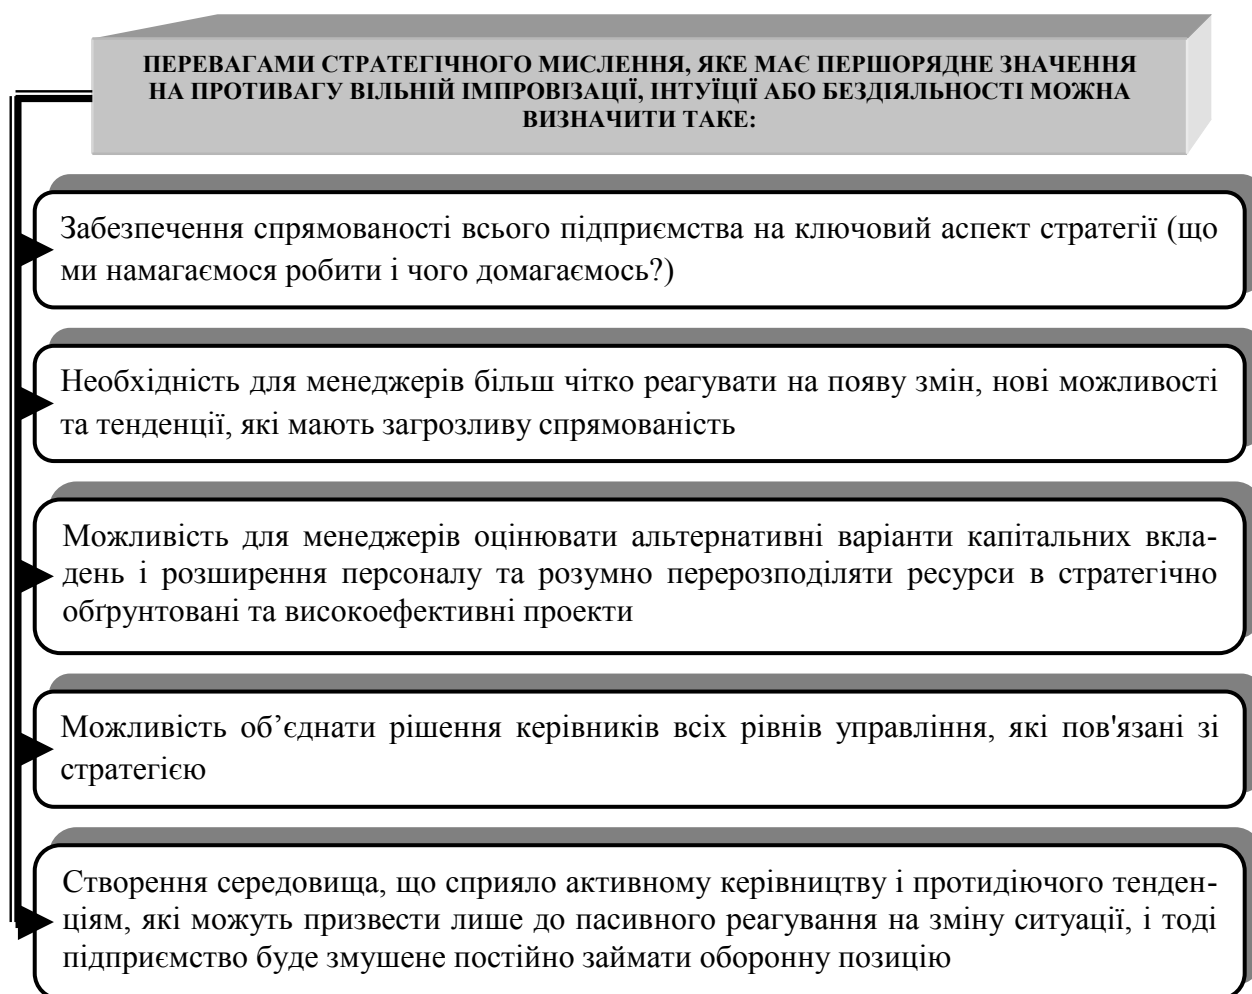 ПЕРЕВАГАМИ СТРАТЕГІЧНОГО МИСЛЕННЯ, ЯКЕ МАЄ ПЕРШОРЯДНЕ ЗНАЧЕННЯ
НА ПРОТИВАГУ ВІЛЬНІЙ ІМПРОВІЗАЦІЇ, ІНТУЇЦІЇ АБО БЕЗДІЯЛЬНОСТІ МОЖНА
ВИЗНАЧИТИ ТАКЕ:
Забезпечення спрямованості всього підприємства на ключовий аспект стратегії (що
ми намагаємося робити і чого домагаємось?)
Необхідність для менеджерів більш чітко реагувати на появу змін, нові можливості
та тенденції, які мають загрозливу спрямованість
Можливість для менеджерів оцінювати альтернативні варіанти капітальних вкла-
день і розширення персоналу та розумно перерозподіляти ресурси в стратегічно
обґрунтовані та високоефективні проекти
Можливість об’єднати рішення керівників всіх рівнів управління, які пов'язані зі
стратегією
Створення середовища, що сприяло активному керівництву і протидіючого тенден-
ціям, які можуть призвести лише до пасивного реагування на зміну ситуації, і тоді
підприємство буде змушене постійно займати оборонну позицію